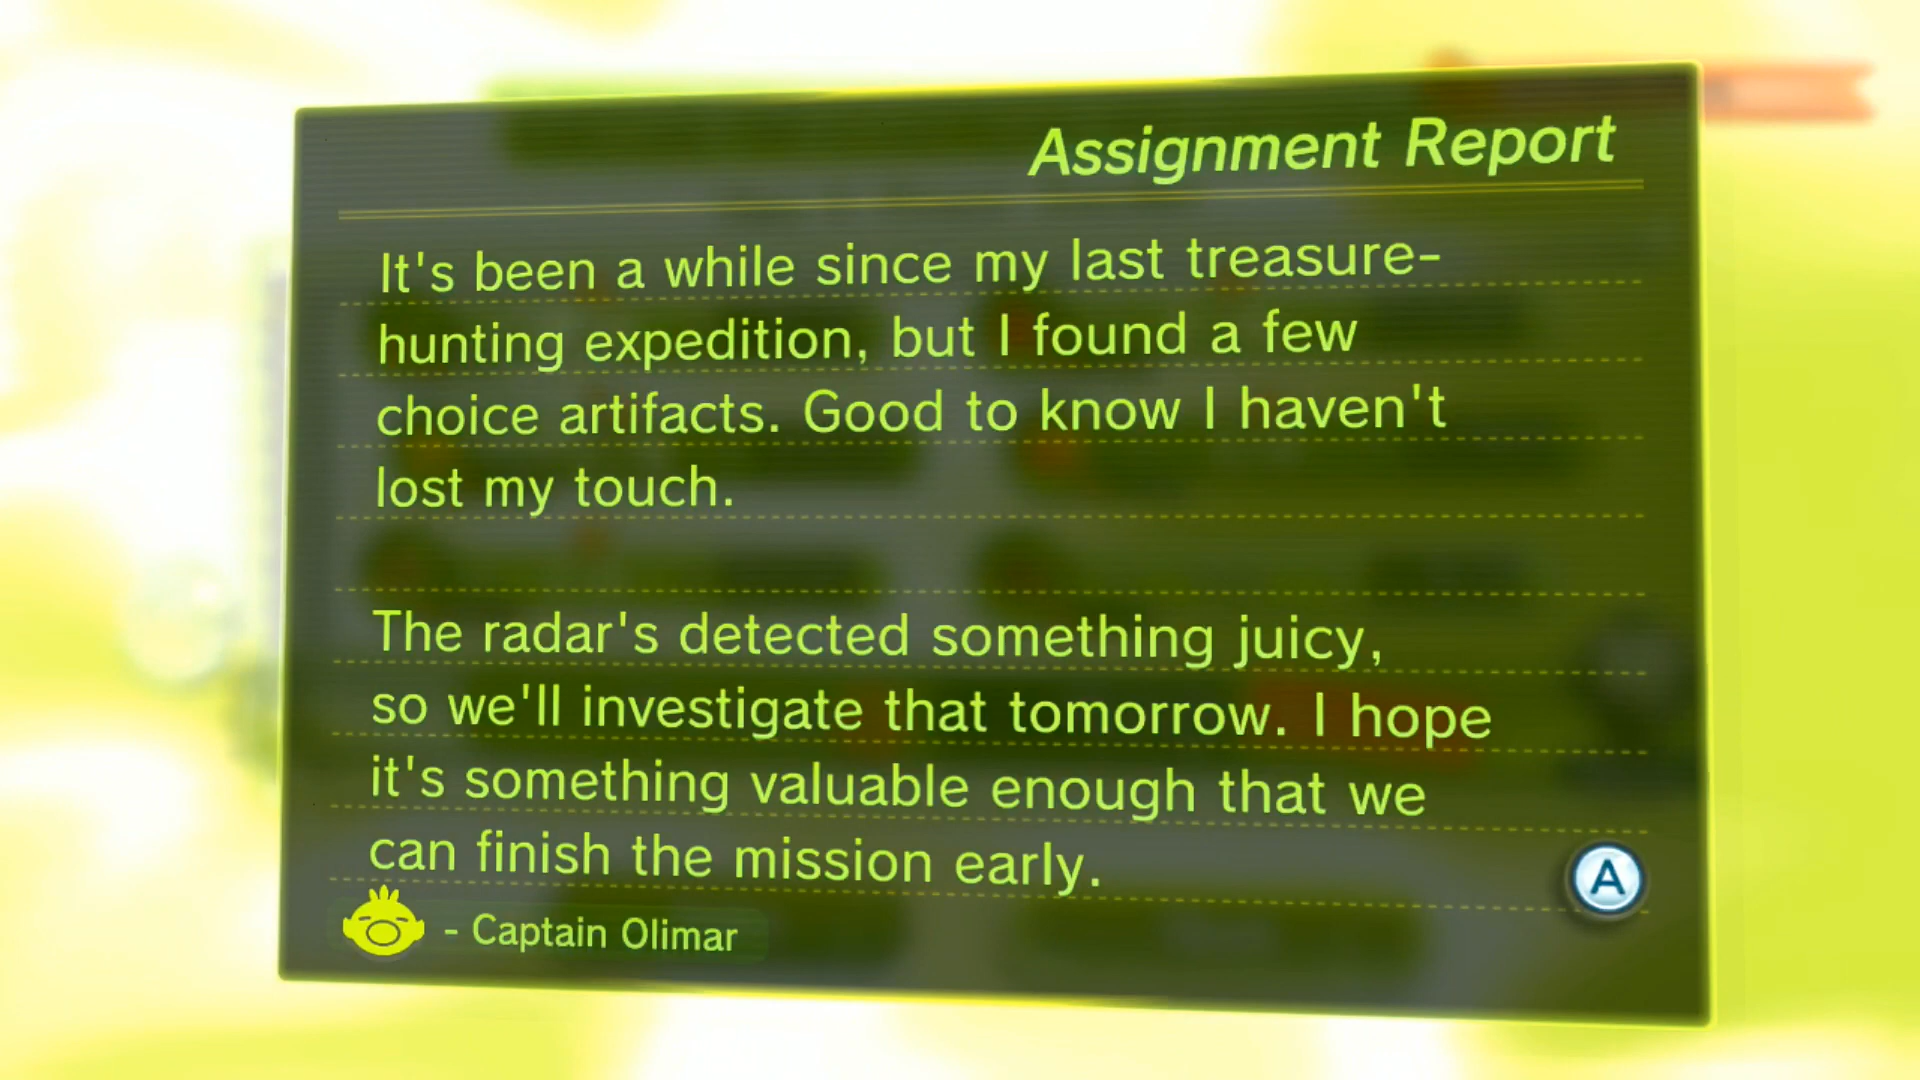 Assignment Report
It's been a while since my last treasure-
hunting expedition, but I found a few
choice artifacts. Good to know I haven't
lost my touch.
The radar's detected something juicy,
so we'll investigate that tomorrow. I hope
it's something valuable enough that we
can finish the mission early.
- Captain Olimar
A